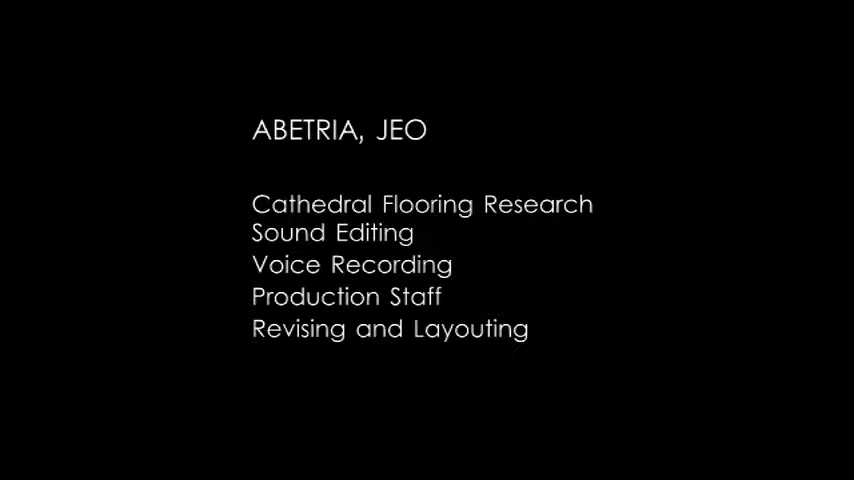 ABETRIA, JEO
Cathedral Flooring Research
Sound Editing
Voice Recording
Production Staff
Revising and Layouting